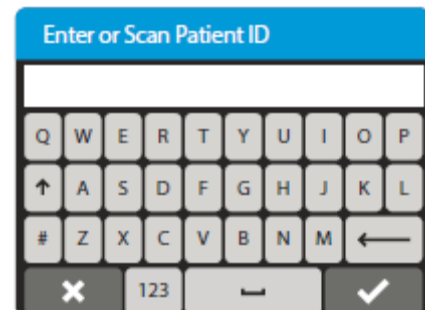 Enter or Scan Patient ID
Q W E R T Y U I O P
↑ A S D F G H J K L
# Z X C V B N M ←
123